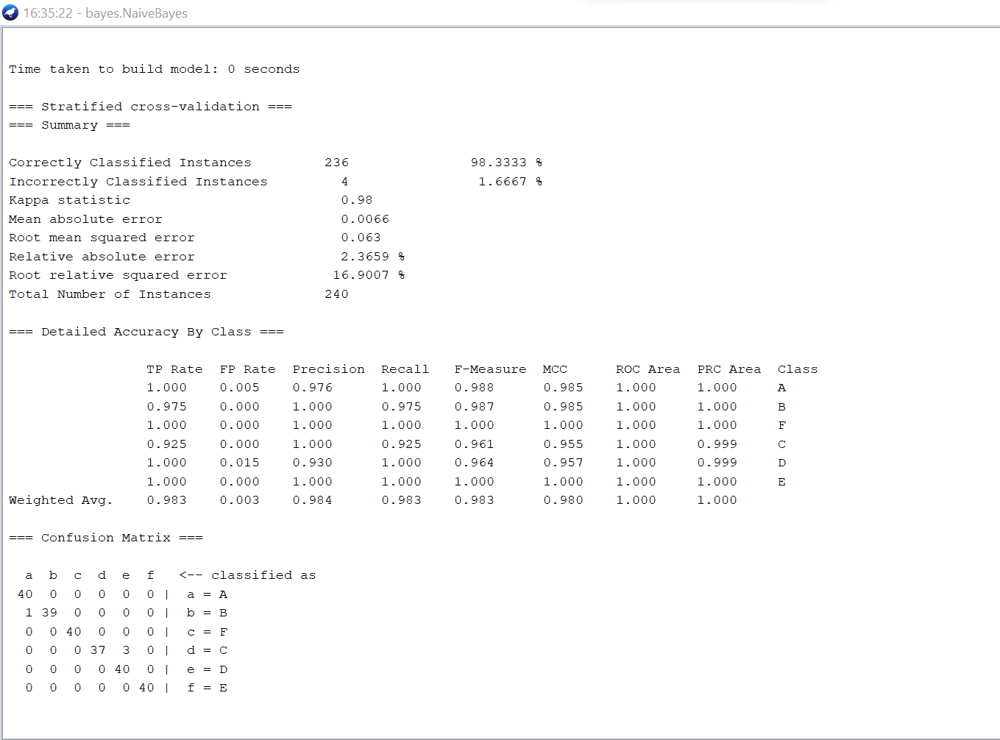 16:35:22 - bayes.NaiveBayes
Time taken to build model: 0 seconds
=== Stratified cross-validation ===
=== Summary ===
Correctly Classified Instances 236 98.3333 %
Incorrectly Classified Instances 4 1.6667 %
Kappa statistic 0.98
Mean absolute error 0.0066
Root mean squared error 0.063
Relative absolute error 2.3659 %
Root relative squared error 16.9007 %
Total Number of Instances 240
=== Detailed Accuracy By Class ===
TP Rate FP Rate Precision Recall F-Measure MCC ROC Area PRC Area Class
1.000 0.005 0.976 1.000 0.988 0.985 1.000 1.000 A
0.975 0.000 1.000 0.975 0.987 0.985 1.000 1.000 B
1.000 0.000 1.000 1.000 1.000 1.000 1.000 1.000 F
0.925 0.000 1.000 0.925 0.961 0.955 1.000 0.999 C
1.000 0.015 0.930 1.000 0.964 0.957 1.000 0.999 D
1.000 0.000 1.000 1.000 1.000 1.000 1.000 1.000 E
Weighted Avg. 0.983 0.003 0.984 0.983 0.983 0.980 1.000 1.000
=== Confusion Matrix ===
a b c d e f <-- classified as
40 0 0 0 0 0 | a = A
1 39 0 0 0 0 | b = B
0 0 40 0 0 0 | c = F
0 0 0 37 3 0 | d = C
0 0 0 0 40 0 | e = D
0 0 0 0 0 40 | f = E